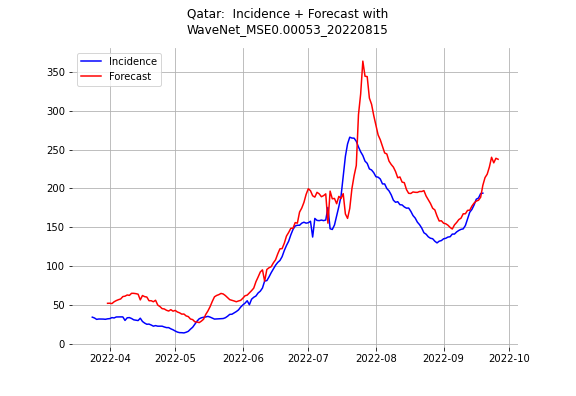 Qatar:  Incidence + Forecast with
WaveNet_MSE0.00053_20220815
Incidence
Forecast
350
300
250
200
150
100
50
0
2022-04 2022-05 2022-06 2022-07 2022-08 2022-09 2022-10